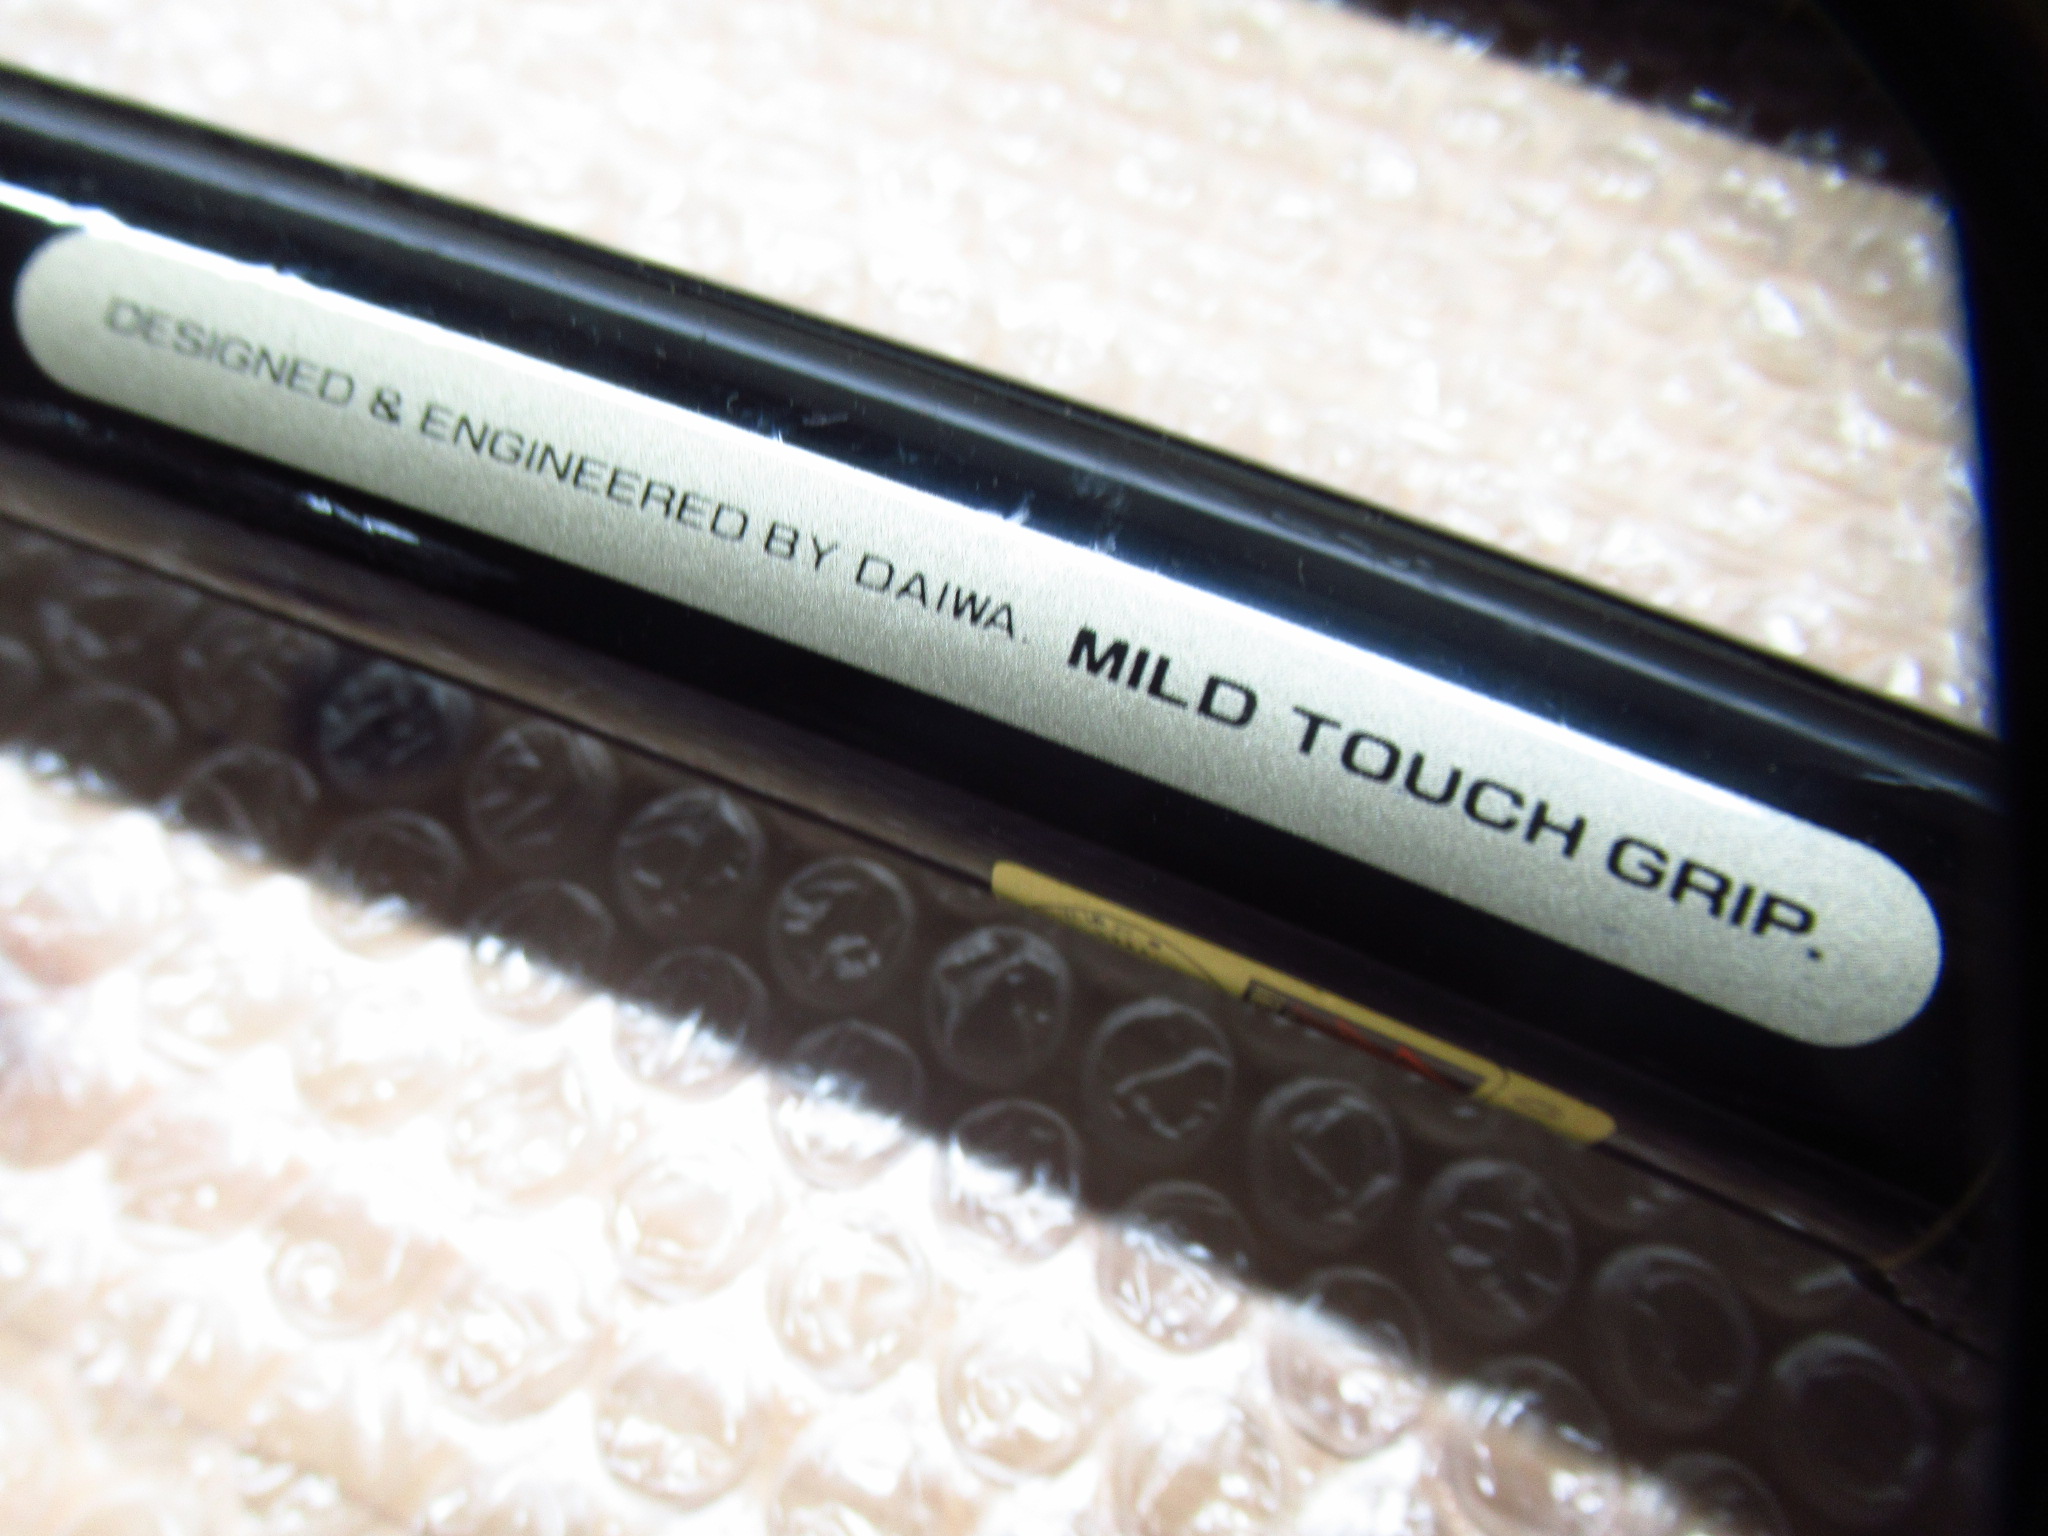 DESIGNED & ENGINEERED BY DAIWA. MILD TOUCH GRIP.